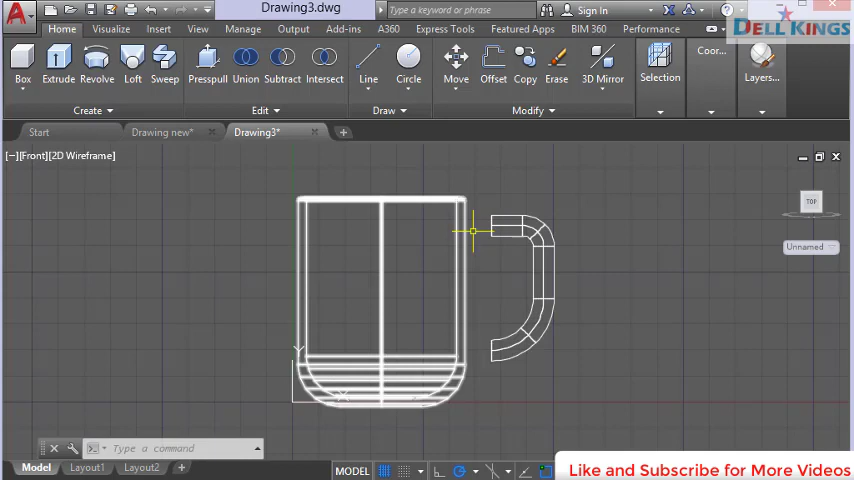 Drawing3.dwg
Type a keyword or phrase
Sign In
DELL KINGS
Home
Visualize
Insert
View
Manage
Output
Add-ins
A360
Express Tools
Featured Apps
BIM 360
Performance
Box
Extrude
Revolve
Loft
Sweep
Presspull
Union
Subtract
Intersect
Line
Circle
Move
Offset
Copy
Erase
3D Mirror
Selection
Coor...
Layers...
Create
Edit
Draw
Modify
Start
Drawing new*
Drawing3*
[−][Front][2D Wireframe]
TOP
Unnamed
Y
X
Type a command
Model
Layout1
Layout2
MODEL
Like and Subscribe for More Videos